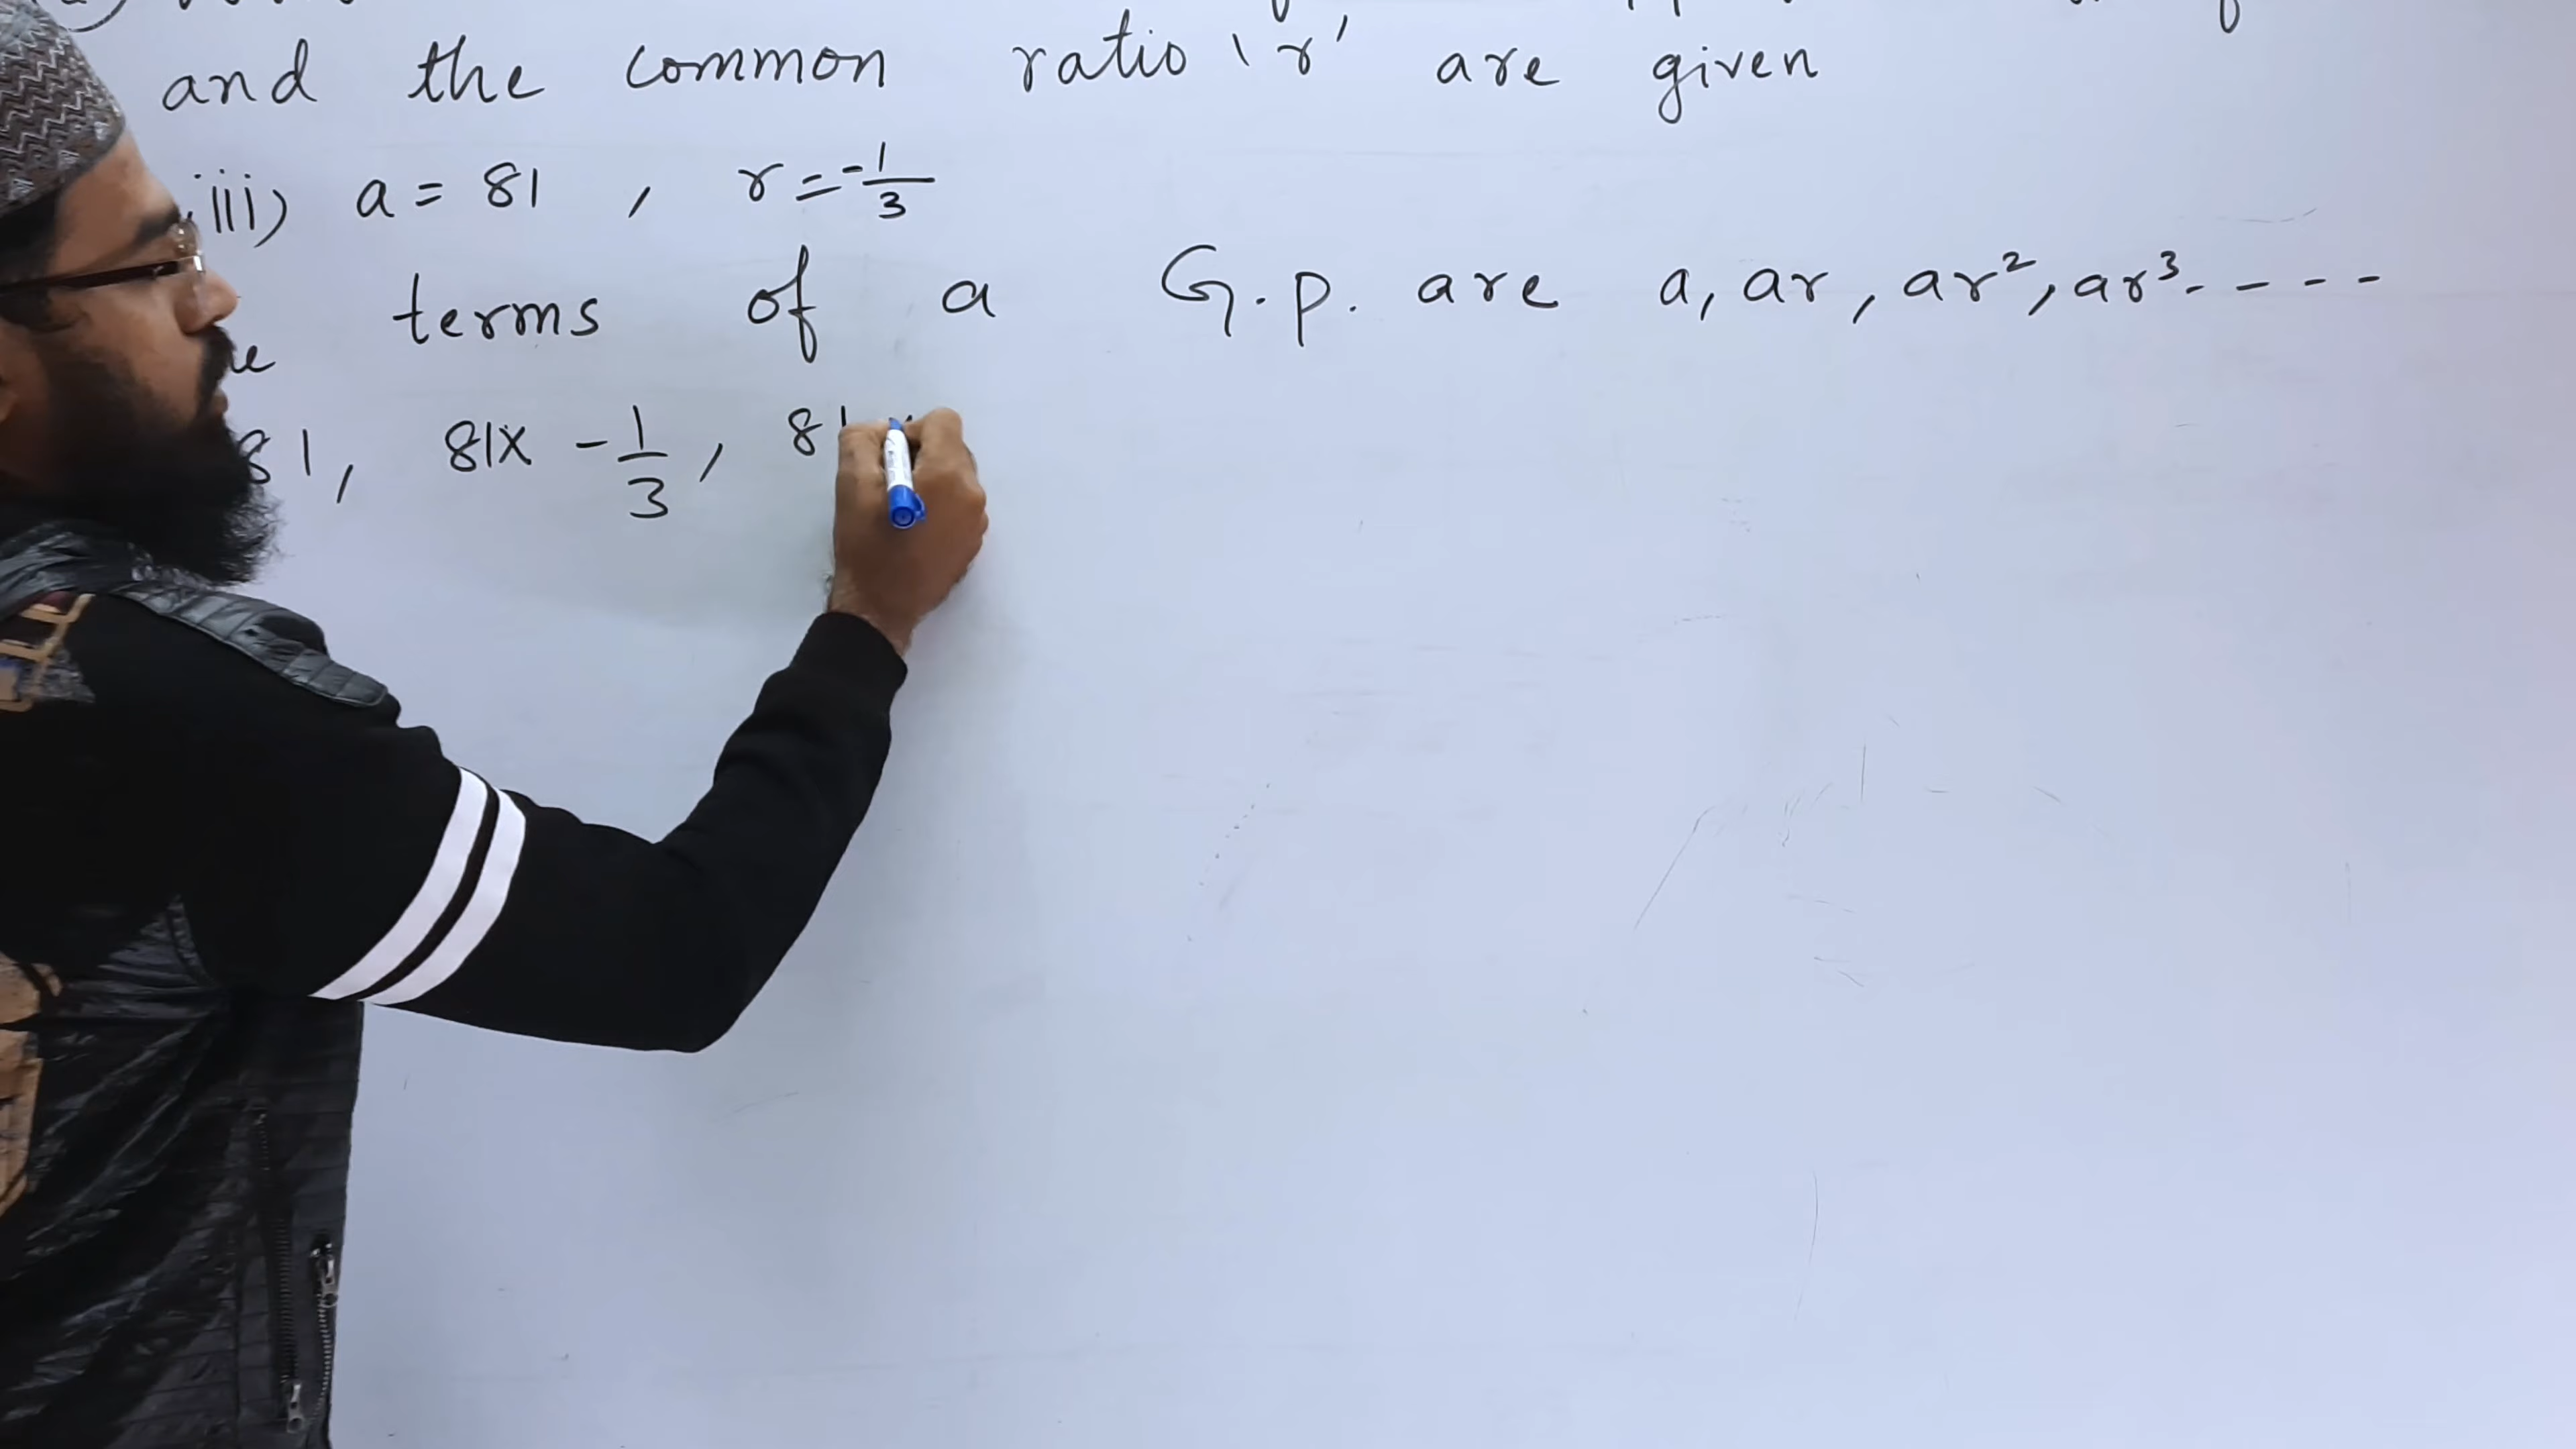 and the common ratio 'r' are given
iii) a = 81 , r = -1/3
terms of a G.P. are a, ar, ar², ar³ - - - -
81, 81x -1/3, 81